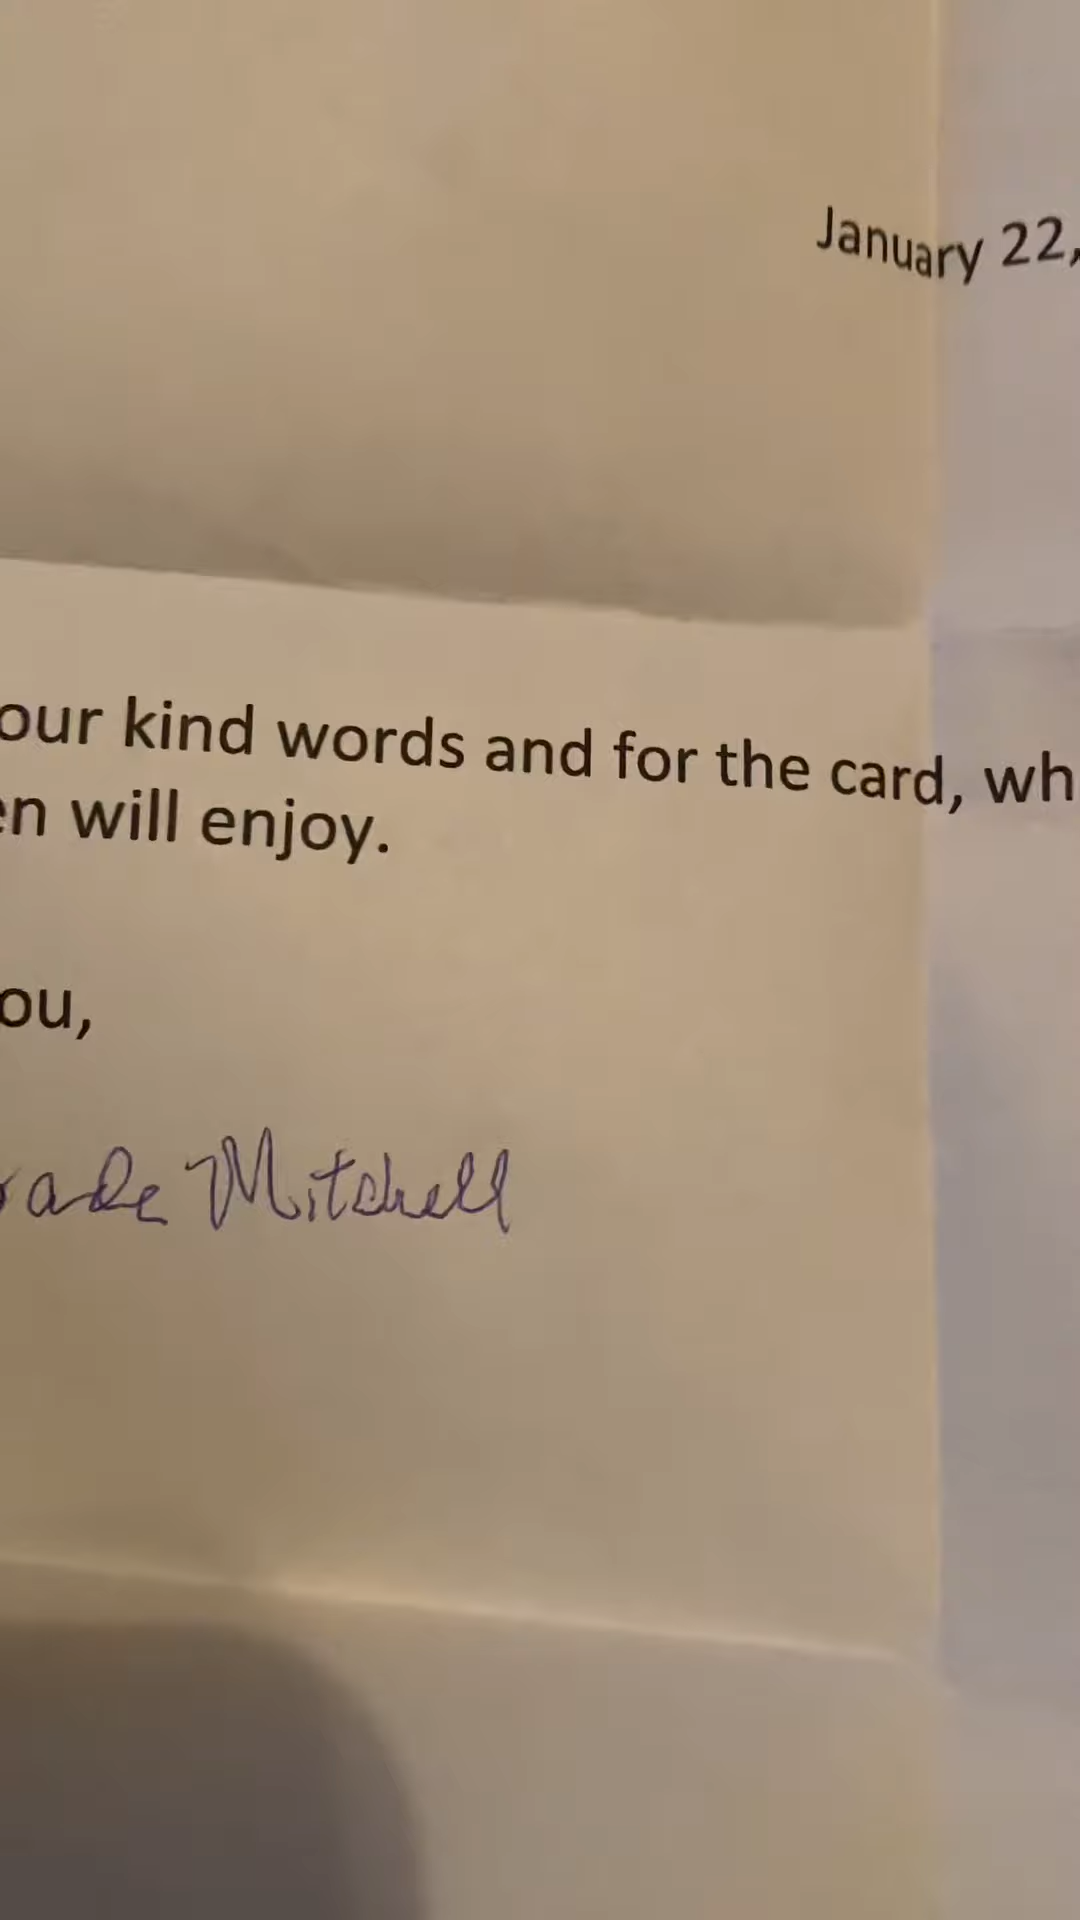 January 22,
our kind words and for the card, wh
en will enjoy.
ou,
Mitchell